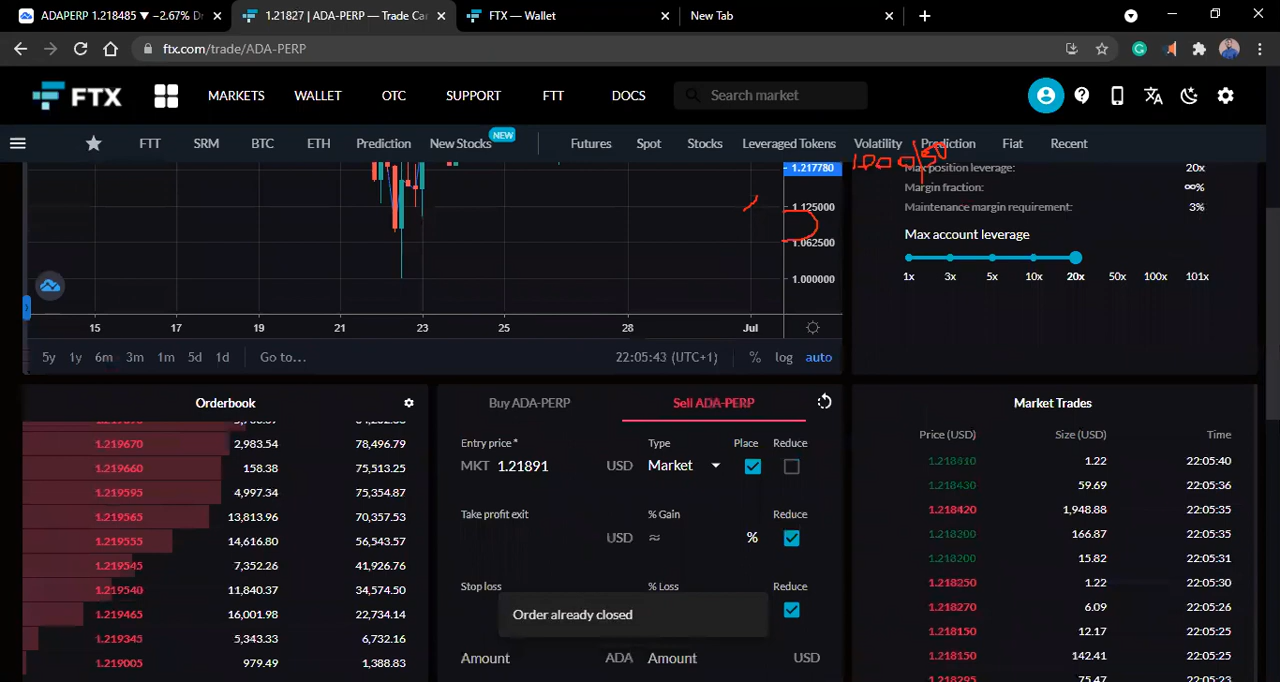 ADAPERP 1.218485 ▼ −2.67% Dr
1.21827 | ADA-PERP — Trade Car
FTX — Wallet
New Tab
ftx.com/trade/ADA-PERP
FTX
MARKETS
WALLET
OTC
SUPPORT
FTT
DOCS
Search market
FTT
SRM
BTC
ETH
Prediction
New Stocks
NEW
Futures
Spot
Stocks
Leveraged Tokens
Volatility
Prediction
Fiat
Recent
1.217780
1.125000
1.062500
1.000000
15 17 19 21 23 25 28 Jul
5y 1y 6m 3m 1m 5d 1d Go to... 22:05:43 (UTC+1) % log auto
Max position leverage: 20x
Margin fraction: ∞%
Maintenance margin requirement: 3%
Max account leverage
1x 3x 5x 10x 20x 50x 100x 101x
Orderbook
1.219670 2,983.54 78,496.79
1.219660 158.38 75,513.25
1.219595 4,997.34 75,354.87
1.219565 13,813.96 70,357.53
1.219555 14,616.80 56,543.57
1.219545 7,352.26 41,926.76
1.219540 11,840.37 34,574.50
1.219465 16,001.98 22,734.14
1.219345 5,343.33 6,732.16
1.219005 979.49 1,388.83
Buy ADA-PERP
Sell ADA-PERP
Entry price * Type Place Reduce
MKT 1.21891 USD Market
Take profit exit % Gain Reduce
USD ≈ %
Stop loss % Loss Reduce
Order already closed
Amount ADA Amount USD
Market Trades
Price (USD) Size (USD) Time
1.218810 1.22 22:05:40
1.218430 59.69 22:05:36
1.218420 1,948.88 22:05:35
1.218300 166.87 22:05:35
1.218200 15.82 22:05:31
1.218250 1.22 22:05:30
1.218270 6.09 22:05:26
1.218150 12.17 22:05:25
1.218150 142.41 22:05:25
1.218295 75.47 22:05:23